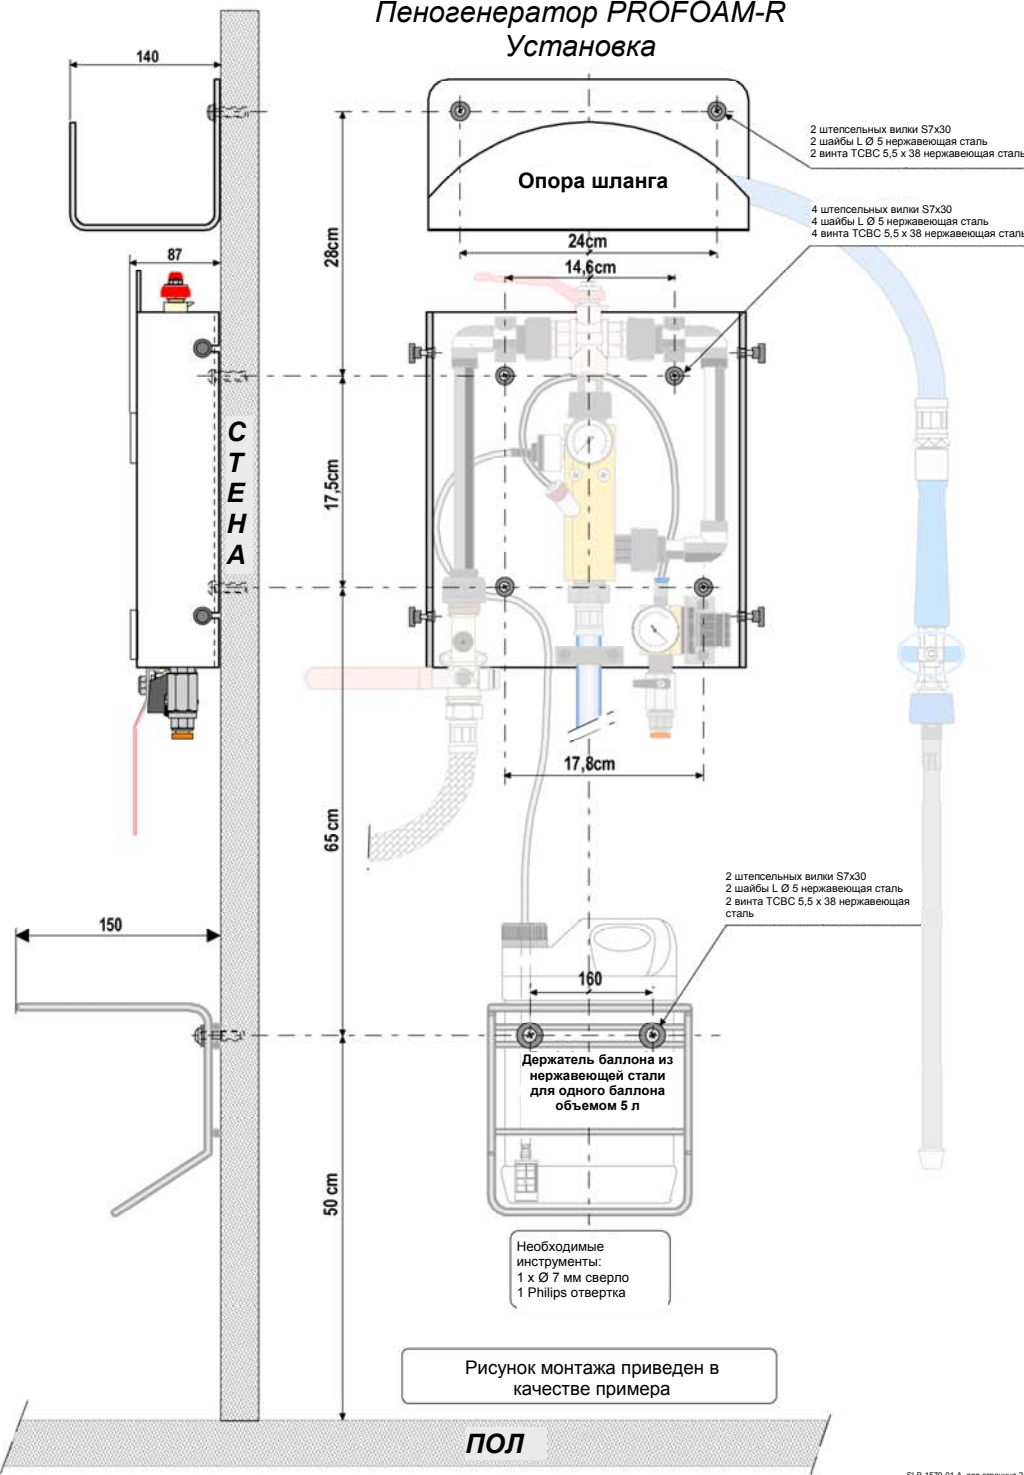 Пеногенератор PROFOAM-R
Установка
140
2 штепсельных вилки S7x30
2 шайбы L Ø 5 нержавеющая сталь
2 винта TCBC 5,5 x 38 нержавеющая сталь
Опора шланга
4 штепсельных вилки S7x30
4 шайбы L Ø 5 нержавеющая сталь
4 винта TCBC 5,5 x 38 нержавеющая сталь
28cm
24cm
14,6cm
87
С
Т
Е
Н
А
17,5cm
17,8cm
65 cm
2 штепсельных вилки S7x30
2 шайбы L Ø 5 нержавеющая сталь
2 винта TCBC 5,5 x 38 нержавеющая
сталь
150
160
Держатель баллона из
нержавеющей стали
для одного баллона
объемом 5 л
50 cm
Необходимые
инструменты:
1 x Ø 7 мм сверло
1 Philips отвертка
Рисунок монтажа приведен в
качестве примера
ПОЛ